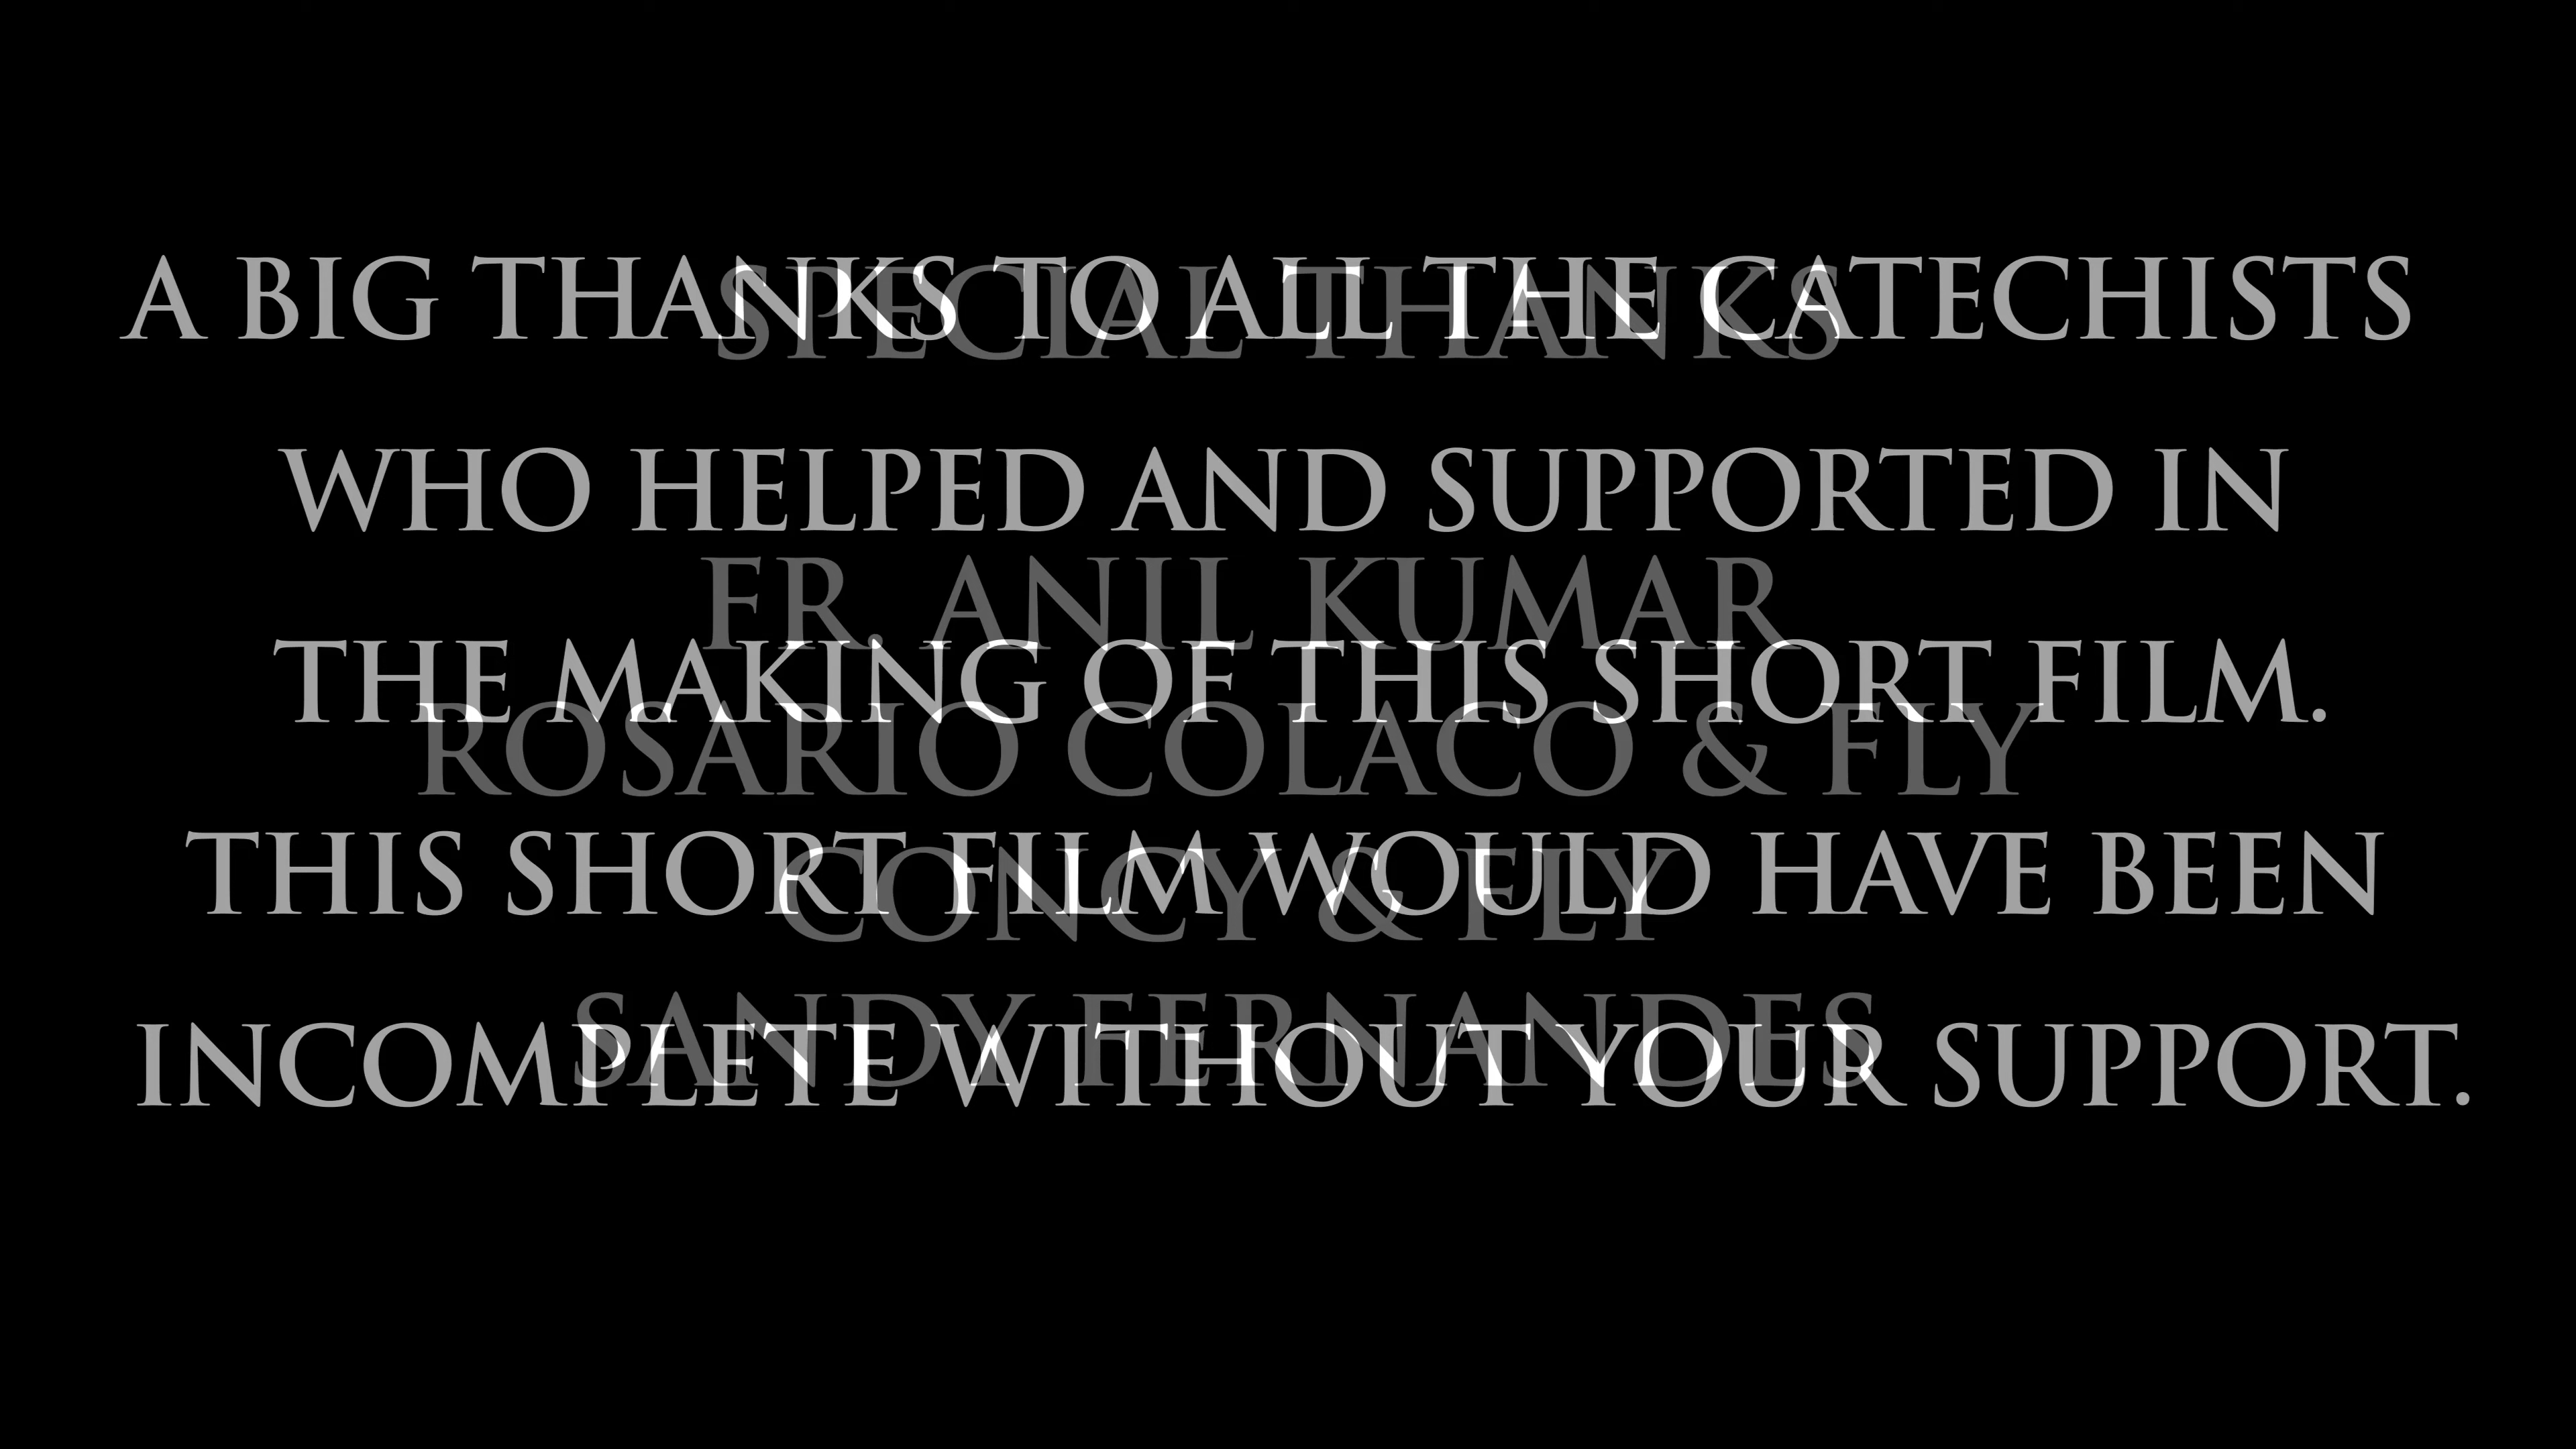 A BIG THANKS TO ALL THE CATECHISTS
WHO HELPED AND SUPPORTED IN
THE MAKING OF THIS SHORT FILM.
THIS SHORT FILM WOULD HAVE BEEN
INCOMPLETE WITHOUT YOUR SUPPORT.
SPECIAL THANKS
FR. ANIL KUMAR
ROSARIO COLACO & FLY
CONCY & FLY
SANDY FERNANDES